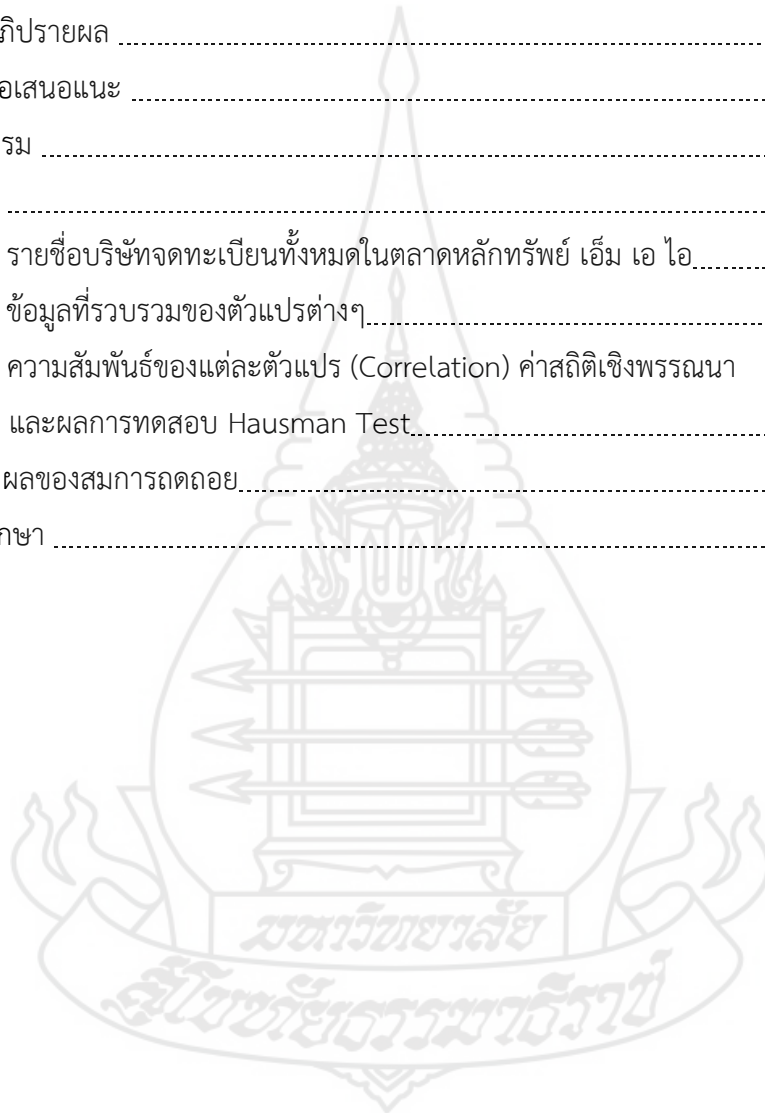 ภิปรายผล
อเสนอแนะ
รม
รายชื่อบริษัทจดทะเบียนทั้งหมดในตลาดหลักทรัพย์ เอ็ม เอ ไอ
ข้อมูลที่รวบรวมของตัวแปรต่างๆ
ความสัมพันธ์ของแต่ละตัวแปร (Correlation) ค่าสถิติเชิงพรรณนา
และผลการทดสอบ Hausman Test
ผลของสมการถดถอย
กษา
มหาวิทยาลัย
สุโขทัยธรรมาธิราช